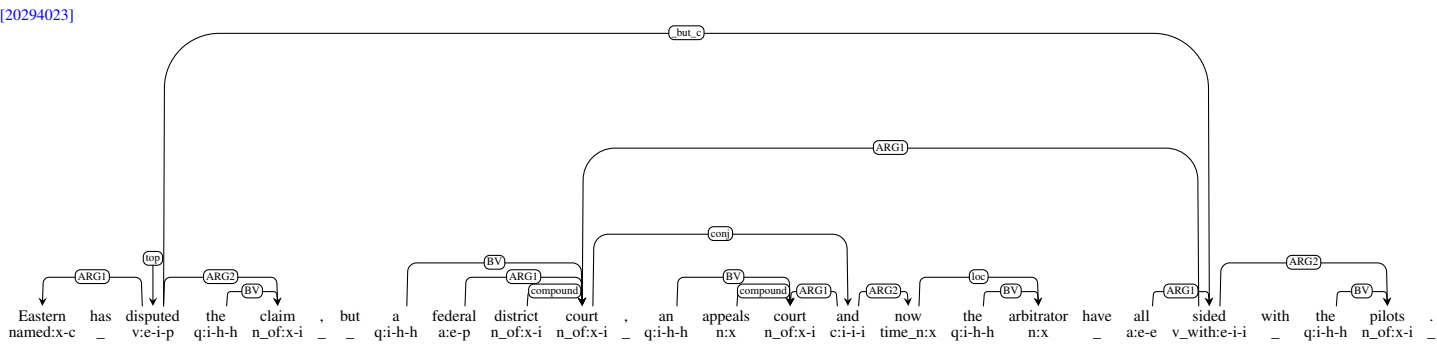 [20294023]
_but_c
ARG1
conj
top
BV
ARG1 ARG2 ARG1 BV loc ARG2
BV compound compound ARG1 ARG2 BV ARG1 BV
Eastern has disputed the claim , but a federal district court , an appeals court and now the arbitrator have all sided with the pilots .
named:x-c _ v:e-i-p q:i-h-h n_of:x-i _ _ q:i-h-h a:e-p n_of:x-i n_of:x-i _ q:i-h-h n:x n_of:x-i c:i-i-i time_n:x q:i-h-h n:x _ a:e-e v_with:e-i-i _ q:i-h-h n_of:x-i _